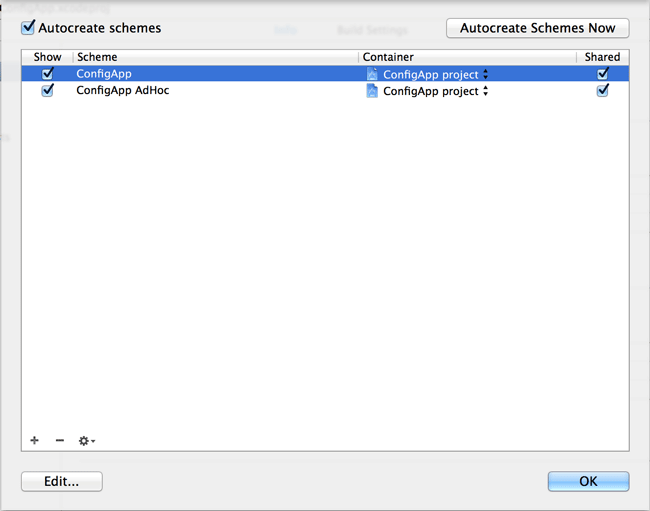 Autocreate schemes
Autocreate Schemes Now
Show Scheme Container Shared
ConfigApp ConfigApp project
ConfigApp AdHoc ConfigApp project
Edit...
OK